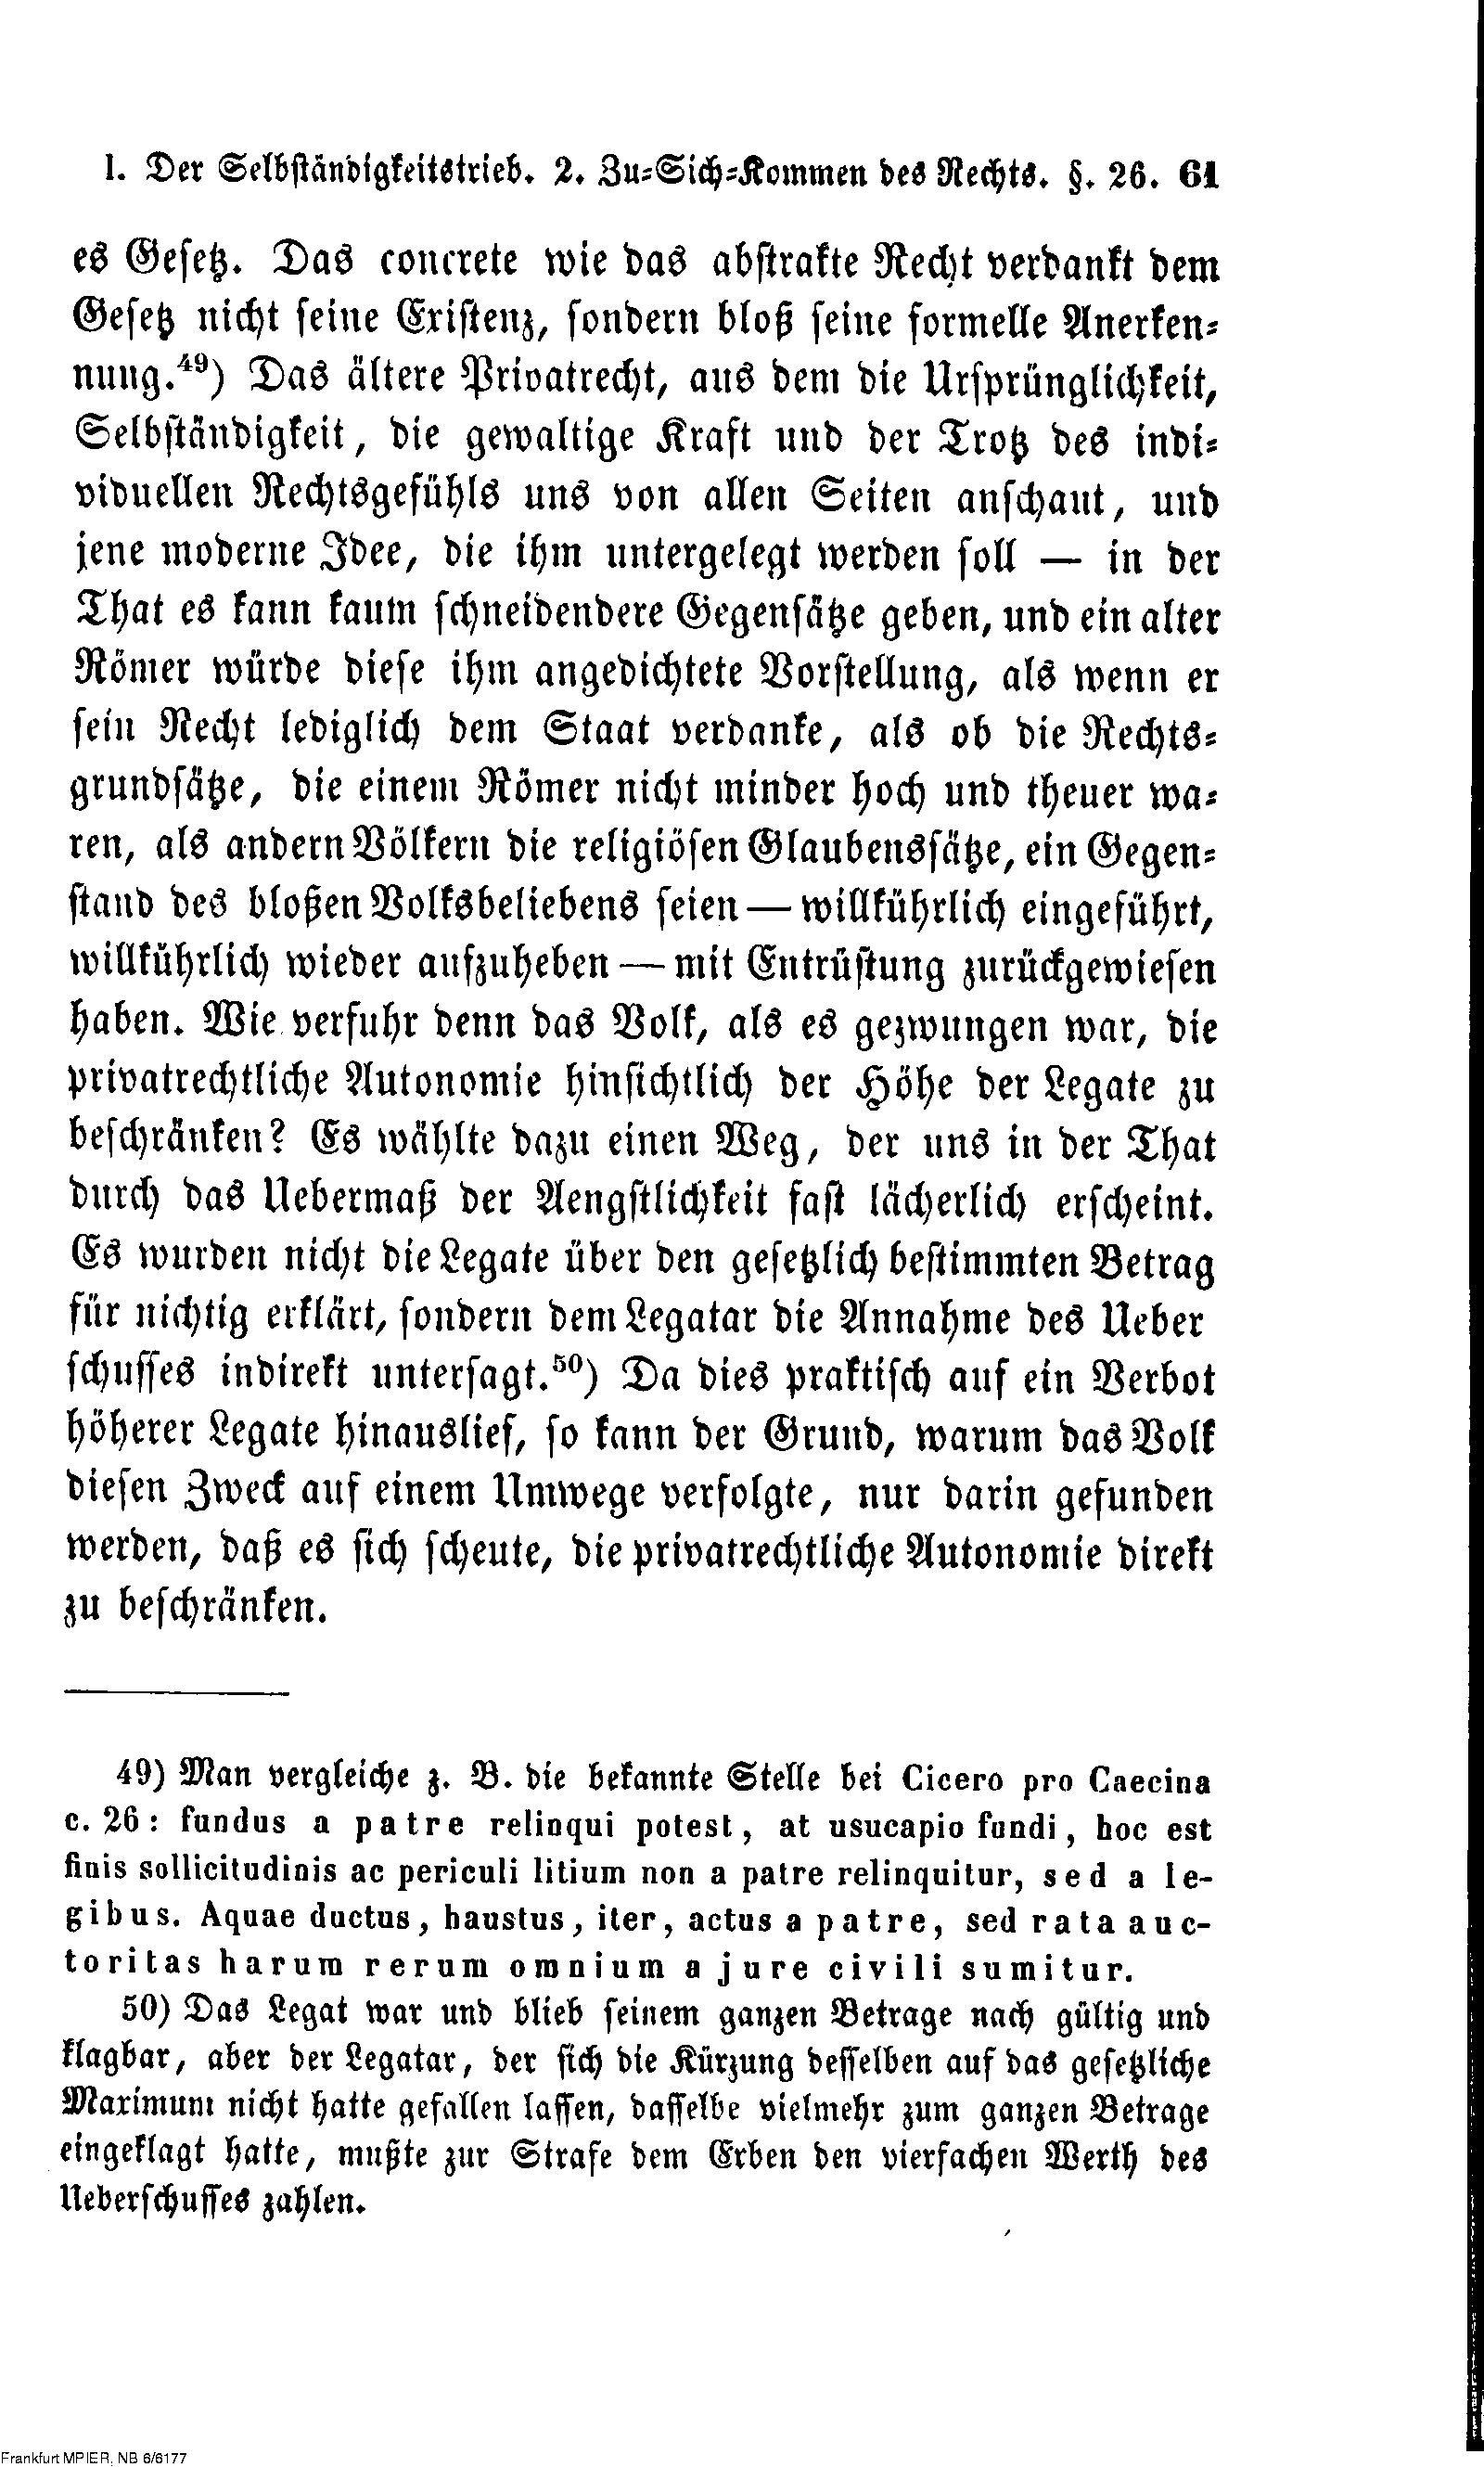 I. Der Selbständigkeitstrieb. 2. Zu-Sich-Kommen des Rechts. §. 26. 61
es Gesetz. Das concrete wie das abstrakte Recht verdankt dem
Gesetz nicht seine Existenz, sondern bloß seine formelle Anerken-
nung.⁴⁹) Das ältere Privatrecht, aus dem die Ursprünglichkeit,
Selbständigkeit, die gewaltige Kraft und der Trotz des indi-
viduellen Rechtsgefühls uns von allen Seiten anschaut, und
jene moderne Idee, die ihm untergelegt werden soll — in der
That es kann kaum schneidendere Gegensätze geben, und ein alter
Römer würde diese ihm angedichtete Vorstellung, als wenn er
sein Recht lediglich dem Staat verdanke, als ob die Rechts-
grundsätze, die einem Römer nicht minder hoch und theuer wa-
ren, als andern Völkern die religiösen Glaubenssätze, ein Gegen-
stand des bloßen Volksbeliebens seien — willkührlich eingeführt,
willkührlich wieder aufzuheben — mit Entrüstung zurückgewiesen
haben. Wie verfuhr denn das Volk, als es gezwungen war, die
privatrechtliche Autonomie hinsichtlich der Höhe der Legate zu
beschränken? Es wählte dazu einen Weg, der uns in der That
durch das Uebermaß der Aengstlichkeit fast lächerlich erscheint.
Es wurden nicht die Legate über den gesetzlich bestimmten Betrag
für nichtig erklärt, sondern dem Legatar die Annahme des Ueber
schusses indirekt untersagt.⁵⁰) Da dies praktisch auf ein Verbot
höherer Legate hinauslief, so kann der Grund, warum das Volk
diesen Zweck auf einem Umwege verfolgte, nur darin gefunden
werden, daß es sich scheute, die privatrechtliche Autonomie direkt
zu beschränken.
49) Man vergleiche z. B. die bekannte Stelle bei Cicero pro Caecina
c. 26: fundus a patre relinqui potest, at usucapio fundi, hoc est
finis sollicitudinis ac periculi litium non a patre relinquitur, sed a le-
gibus. Aquae ductus, haustus, iter, actus a patre, sed rata auc-
toritas harum rerum omnium a jure civili sumitur.
50) Das Legat war und blieb seinem ganzen Betrage nach gültig und
klagbar, aber der Legatar, der sich die Kürzung desselben auf das gesetzliche
Maximum nicht hatte gefallen lassen, dasselbe vielmehr zum ganzen Betrage
eingeklagt hatte, mußte zur Strafe dem Erben den vierfachen Werth des
Ueberschusses zahlen.
Frankfurt MPIER, NB 6/6177